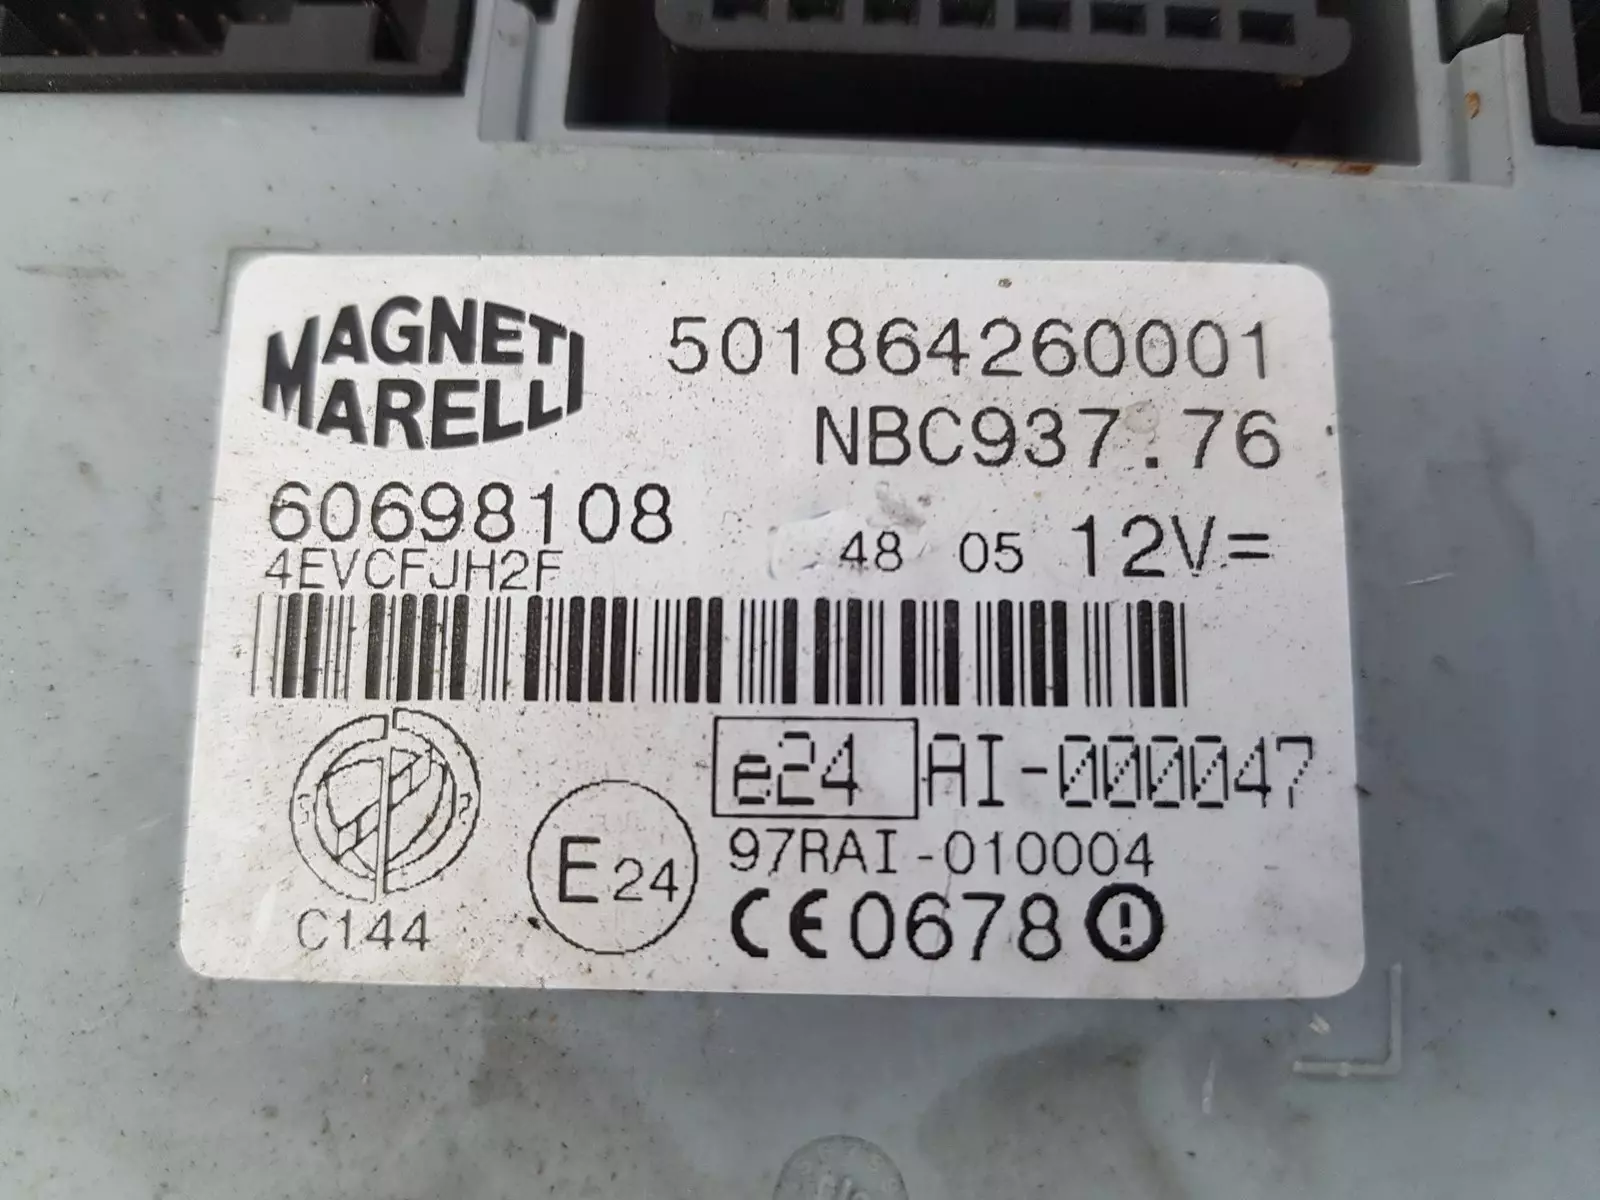 MAGNETI MARELLI
501864260001
NBC937.76
60698108
48 05 12V=
4EVCFJH2F
e24 AI-000047
E24
97RAI-010004
CE0678
C144